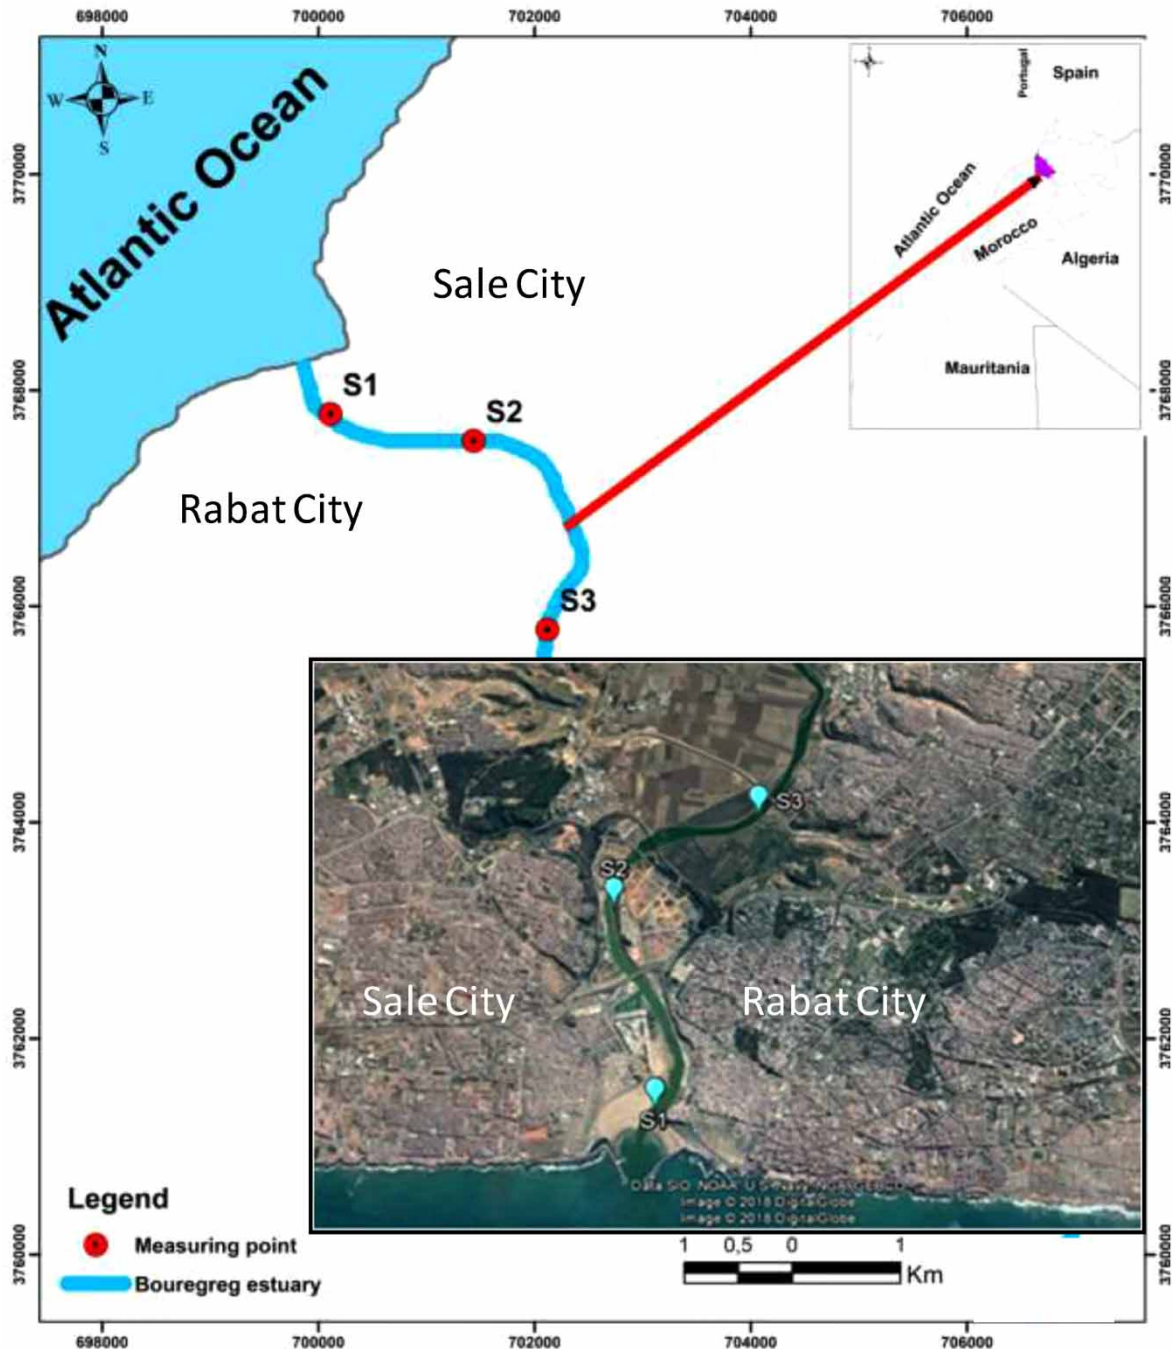 698000 700000 702000 704000 706000
N
W E
S
Atlantic Ocean
Portugal
Spain
Atlantic Ocean
Morocco
Algeria
Mauritania
3770000 3770000
Sale City
3768000 3768000
S1
S2
Rabat City
3766000 3766000
S3
3764000 3764000
S3
S2
Sale City Rabat City
3762000 3762000
S1
Image © 2018 DigitalGlobe
Image © 2018 DigitalGlobe
Legend
Measuring point
Bouregreg estuary
3760000 3760000
1 0,5 0 1
Km
698000 700000 702000 704000 706000